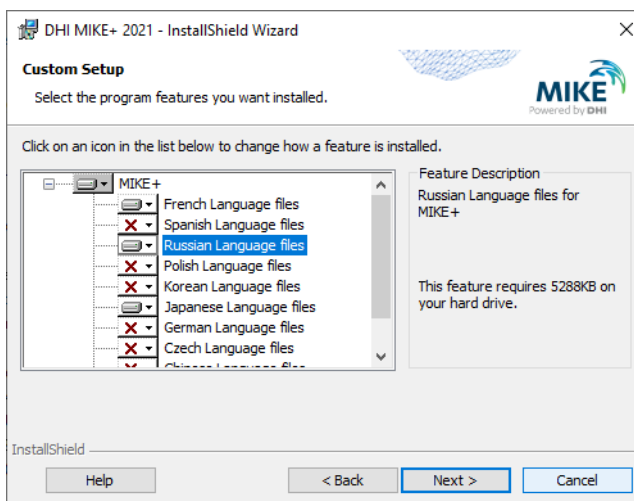 DHI MIKE+ 2021 - InstallShield Wizard
Custom Setup
Select the program features you want installed.
MIKE
Powered by DHI
Click on an icon in the list below to change how a feature is installed.
MIKE+
French Language files
Spanish Language files
Russian Language files
Polish Language files
Korean Language files
Japanese Language files
German Language files
Czech Language files
Feature Description
Russian Language files for
MIKE+
This feature requires 5288KB on
your hard drive.
InstallShield
Help
< Back
Next >
Cancel